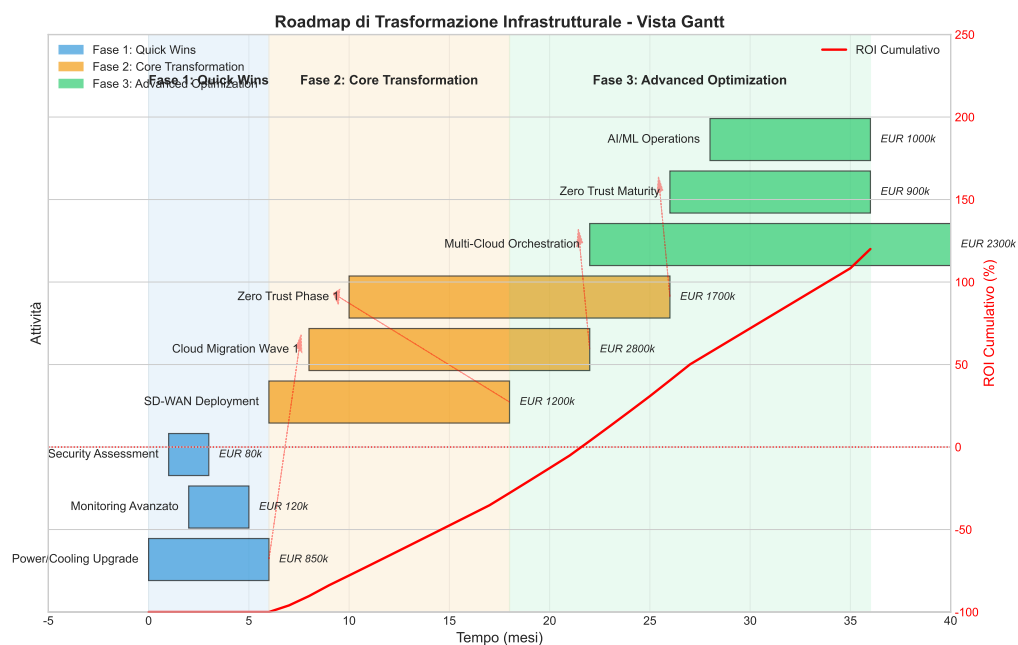 Roadmap di Trasformazione Infrastrutturale - Vista Gantt
Fase 1: Quick Wins
Fase 2: Core Transformation
Fase 3: Advanced Optimization
ROI Cumulativo
Fase 1: Quick Wins
Fase 2: Core Transformation
Fase 3: Advanced Optimization
AI/ML Operations
EUR 1000k
Zero Trust Maturity
EUR 900k
Multi-Cloud Orchestration
EUR 2300k
Zero Trust Phase 1
EUR 1700k
Cloud Migration Wave 1
EUR 2800k
SD-WAN Deployment
EUR 1200k
Security Assessment
EUR 80k
Monitoring Avanzato
EUR 120k
Power/Cooling Upgrade
EUR 850k
Attività
250
200
150
100
50
0
-50
-100
ROI Cumulativo (%)
-5 0 5 10 15 20 25 30 35 40
Tempo (mesi)